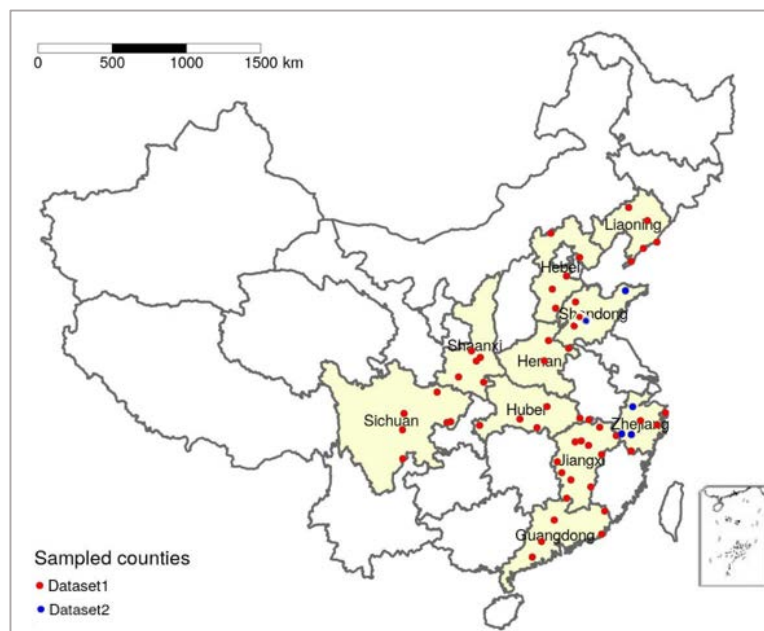 0 500 1000 1500 km
Liaoning
Hebei
Shandong
Shaanxi
Henan
Hubei
Sichuan
Zhejiang
Jiangxi
Guangdong
Sampled counties
Dataset1
Dataset2